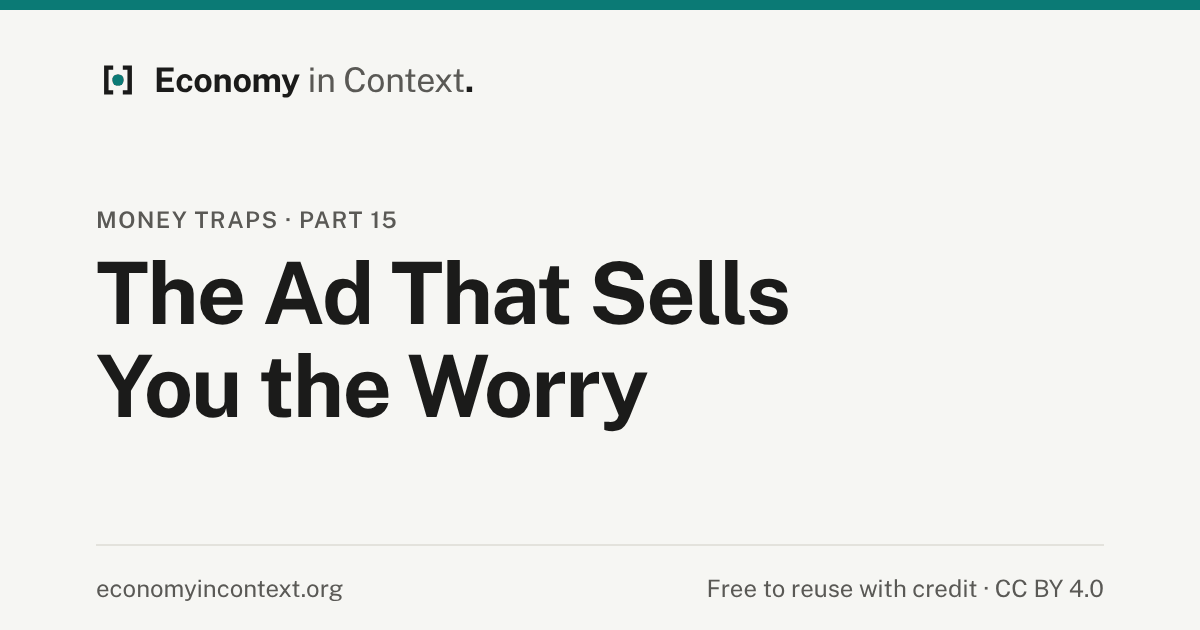 Economy in Context.
MONEY TRAPS · PART 15
The Ad That Sells
You the Worry
economyincontext.org
Free to reuse with credit · CC BY 4.0